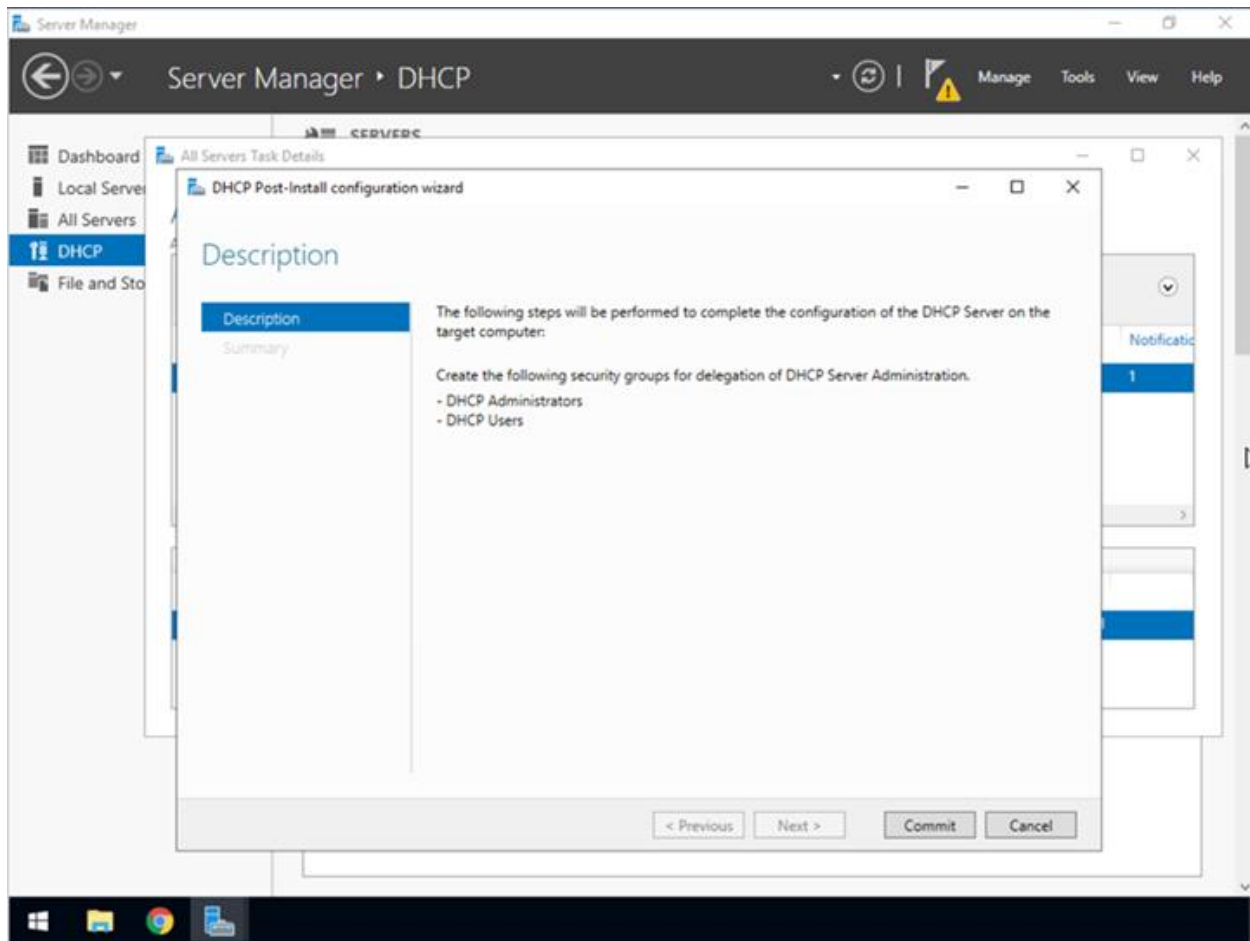 Server Manager
Server Manager • DHCP
Manage Tools View Help
SERVERS
Dashboard
Local Server
All Servers
DHCP
File and Sto
All Servers Task Details
DHCP Post-Install configuration wizard
Description
Description
Summary
The following steps will be performed to complete the configuration of the DHCP Server on the
target computer:
Create the following security groups for delegation of DHCP Server Administration.
- DHCP Administrators
- DHCP Users
Notificatio
1
< Previous Next > Commit Cancel